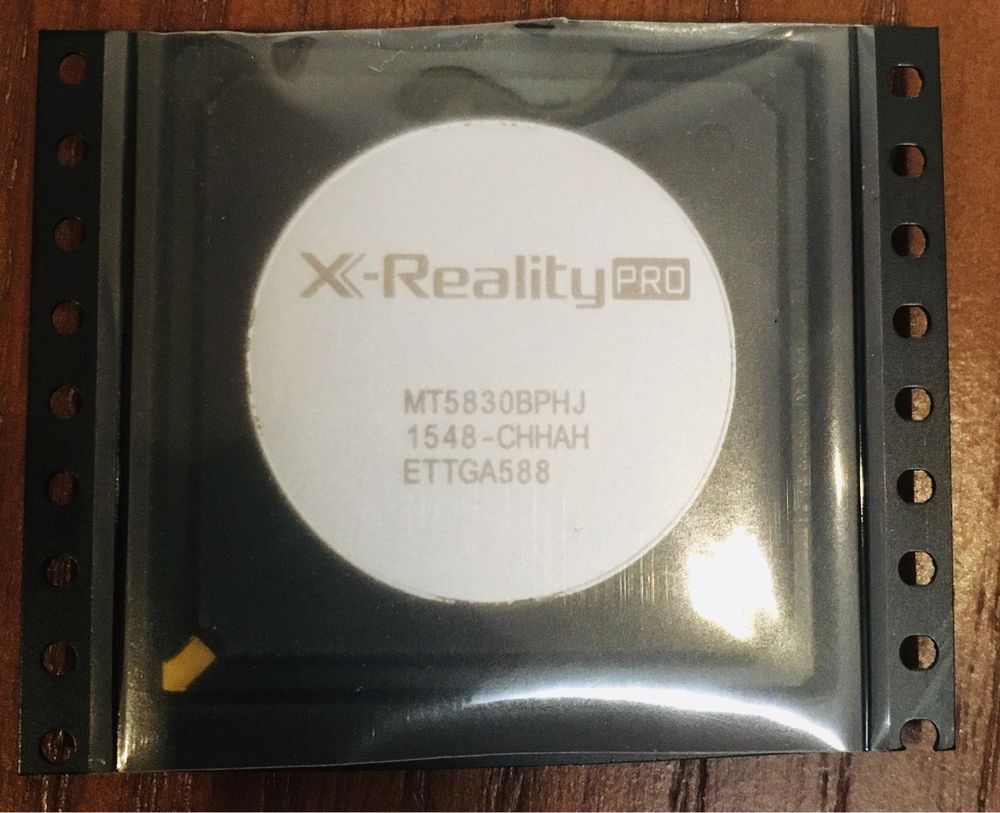 X-Reality PRO
MT5830BPHJ
1548-CHHAH
ETTGA588